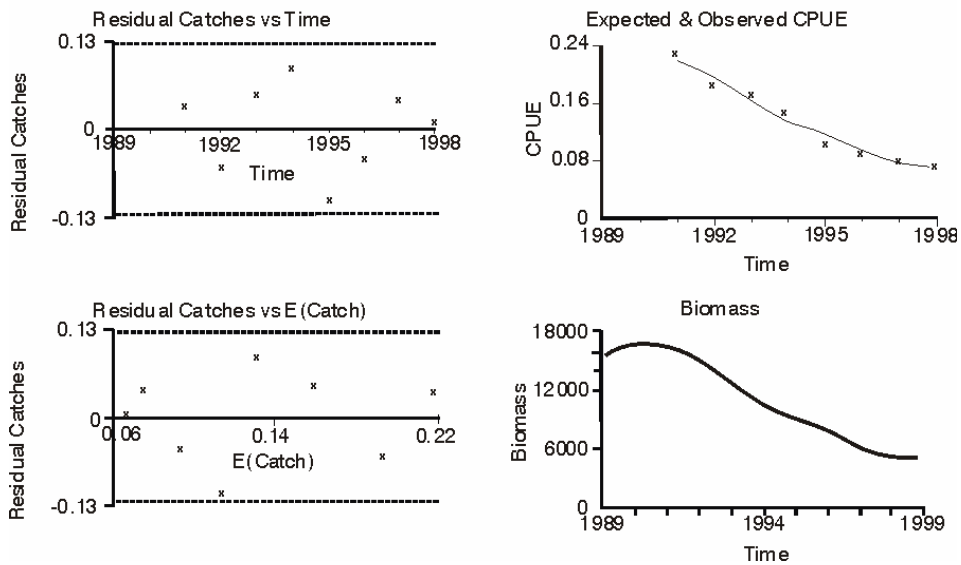 Residual Catches vs Time
Residual Catches
0.13
0
-0.13
1989
1992
1995
1998
Time
Expected & Observed CPUE
CPUE
0.24
0.16
0.08
0
1989
1992
1995
1998
Time
Residual Catches vs E(Catch)
Residual Catches
0.13
0
-0.13
0.06
0.14
0.22
E(Catch)
Biomass
Biomass
18000
12000
6000
0
1989
1994
1999
Time